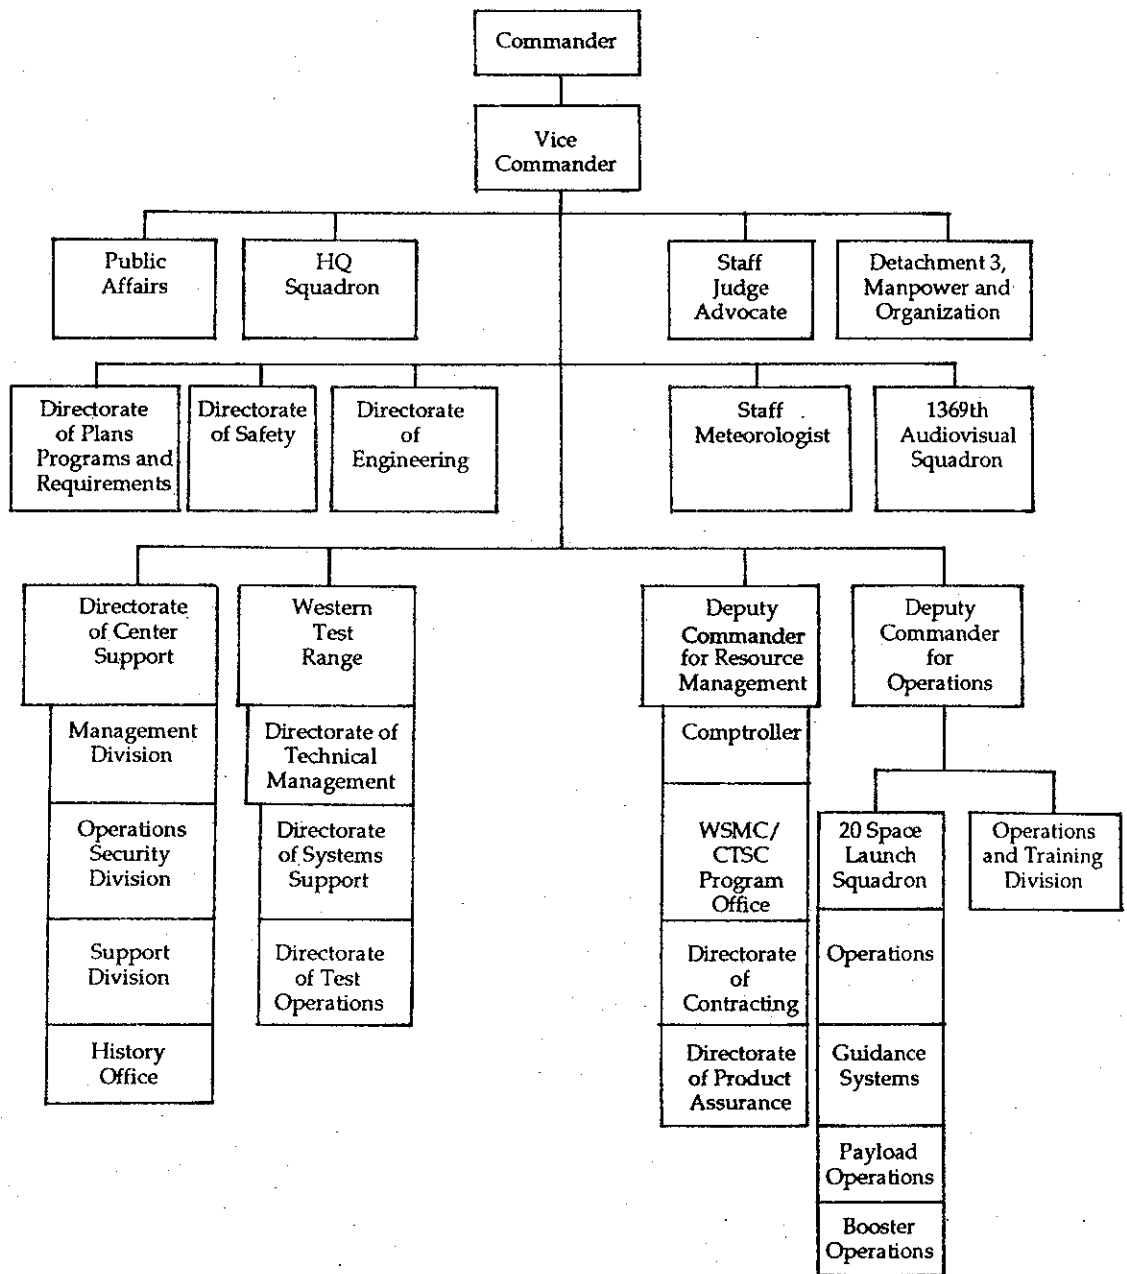 Commander
Vice
Commander
Public
Affairs
HQ
Squadron
Staff
Judge
Advocate
Detachment 3,
Manpower and
Organization
Directorate
of Plans
Programs and
Requirements
Directorate
of Safety
Directorate
of
Engineering
Staff
Meteorologist
1369th
Audiovisual
Squadron
Directorate
of Center
Support
Management
Division
Operations
Security
Division
Support
Division
History
Office
Western
Test
Range
Directorate of
Technical
Management
Directorate
of Systems
Support
Directorate
of Test
Operations
Deputy
Commander
for Resource
Management
Comptroller
WSMC/
CTSC
Program
Office
Directorate
of
Contracting
Directorate
of Product
Assurance
Deputy
Commander
for
Operations
20 Space
Launch
Squadron
Operations
Guidance
Systems
Payload
Operations
Booster
Operations
Operations
and Training
Division